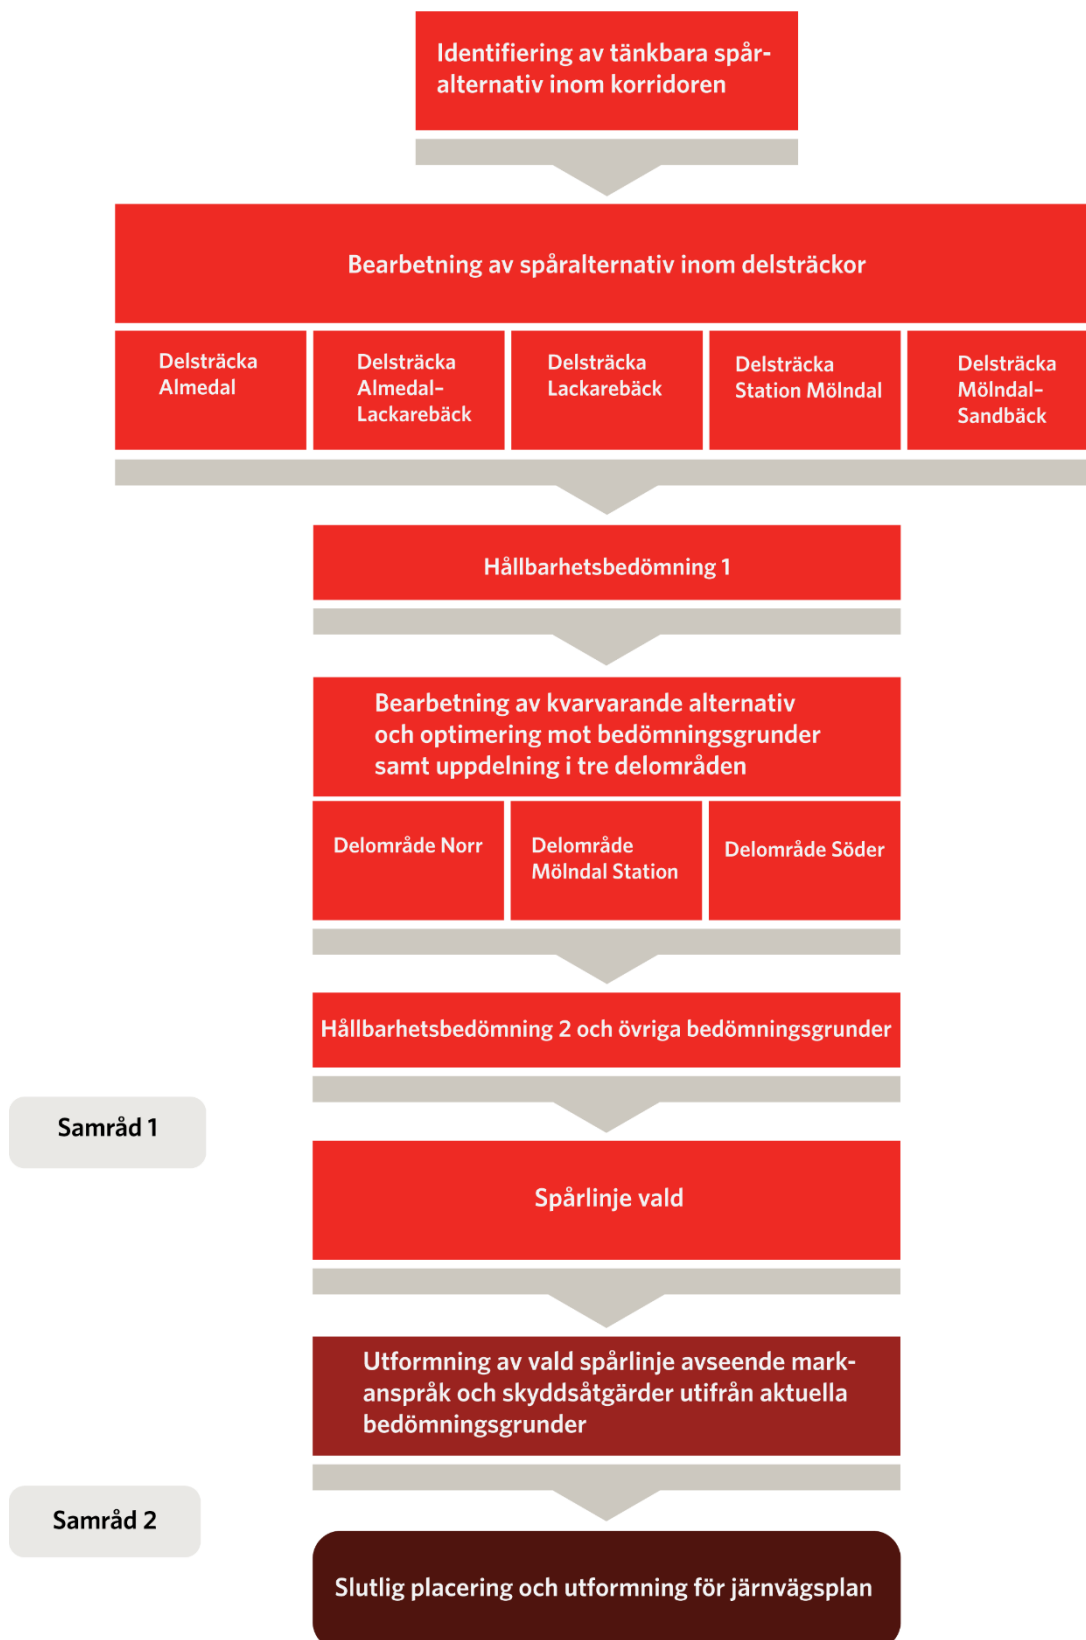 Identifiering av tänkbara spår-
alternativ inom korridoren
Bearbetning av spåralternativ inom delsträckor
Delsträcka
Almedal
Delsträcka
Almedal–
Lackarebäck
Delsträcka
Lackarebäck
Delsträcka
Station Mölndal
Delsträcka
Mölndal–
Sandbäck
Hållbarhetsbedömning 1
Bearbetning av kvarvarande alternativ
och optimering mot bedömningsgrunder
samt uppdelning i tre delområden
Delområde Norr
Delområde
Mölndal Station
Delområde Söder
Hållbarhetsbedömning 2 och övriga bedömningsgrunder
Samråd 1
Spårlinje vald
Utformning av vald spårlinje avseende mark-
anspråk och skyddsåtgärder utifrån aktuella
bedömningsgrunder
Samråd 2
Slutlig placering och utformning för järnvägsplan